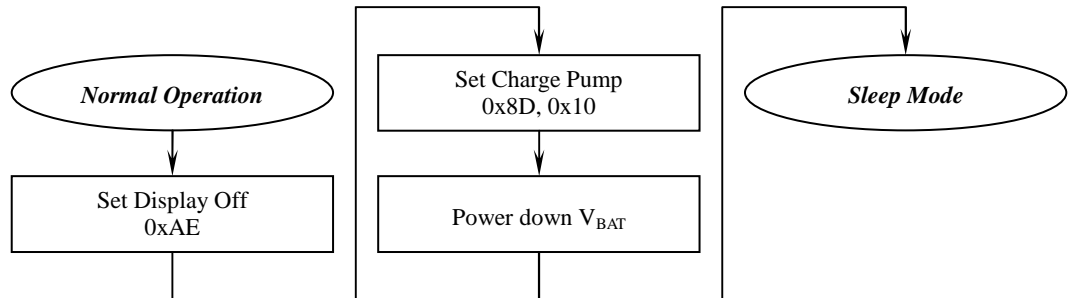 Normal Operation
Set Display Off
0xAE
Set Charge Pump
0x8D, 0x10
Power down VBAT
Sleep Mode